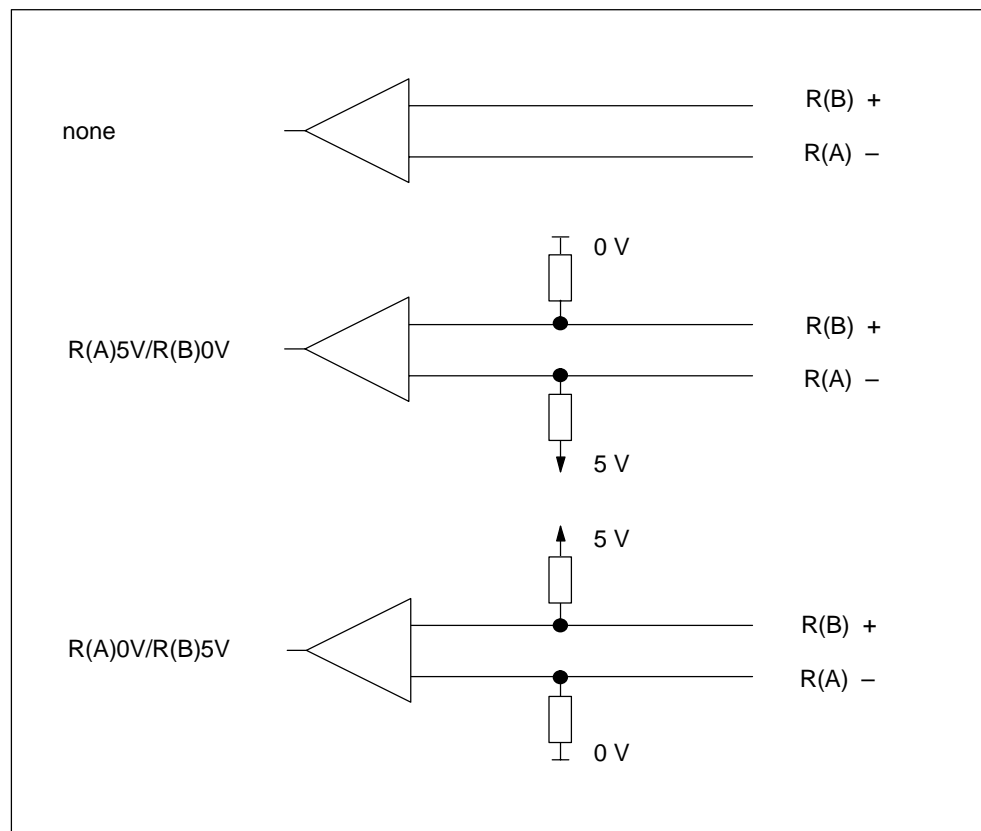 R(B) +
none
R(A) –
0 V
R(B) +
R(A)5V/R(B)0V
R(A) –
5 V
5 V
R(B) +
R(A)0V/R(B)5V
R(A) –
0 V